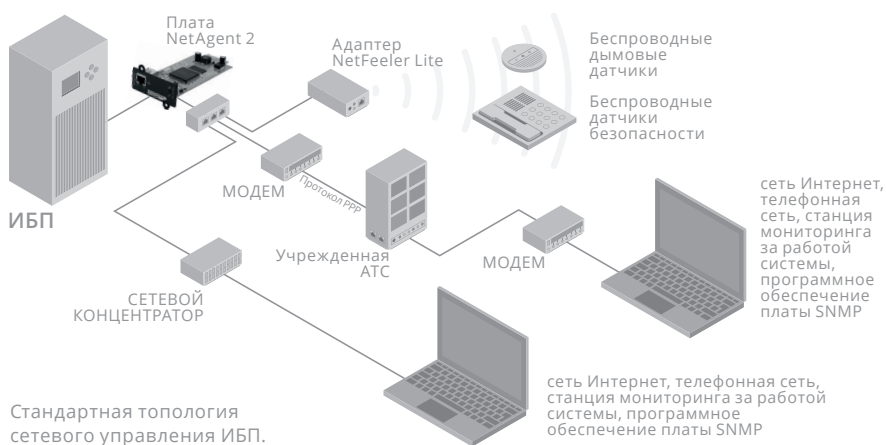 Плата
NetAgent 2
Адаптер
NetFeeler Lite
Беспроводные
дымовые
датчики
Беспроводные
датчики
безопасности
ИБП
МОДЕМ
Протокол PPP
Учрежденная
АТС
МОДЕМ
сеть Интернет,
телефонная
сеть, станция
мониторинга
за работой
системы,
программное
обеспечение
платы SNMP
СЕТЕВОЙ
КОНЦЕНТРАТОР
сеть Интернет, телефонная сеть,
станция мониторинга за работой
системы, программное
обеспечение платы SNMP
Стандартная топология
сетевого управления ИБП.